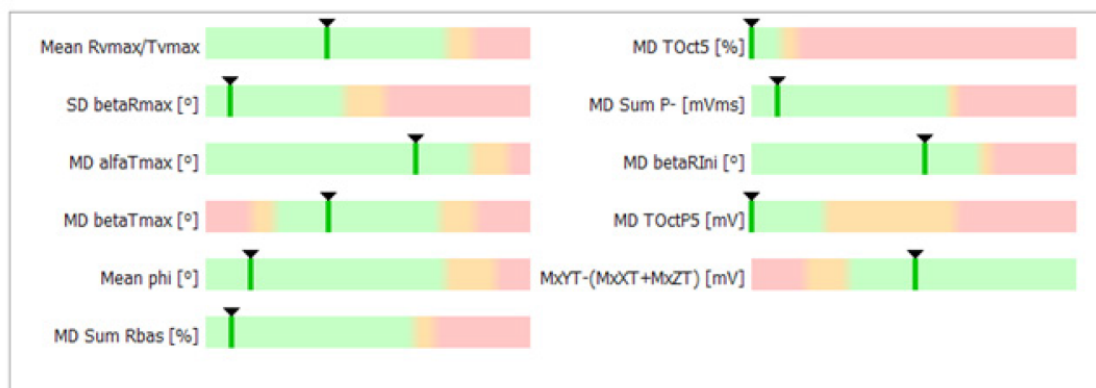 Mean Rvmax/Tvmax
SD betaRmax [º]
MD alfaTmax [º]
MD betaTmax [º]
Mean phi [º]
MD Sum Rbas [%]
MD TOct5 [%]
MD Sum P- [mVms]
MD betaRIni [º]
MD TOctP5 [mV]
MxYT-(MxXT+MxZT) [mV]